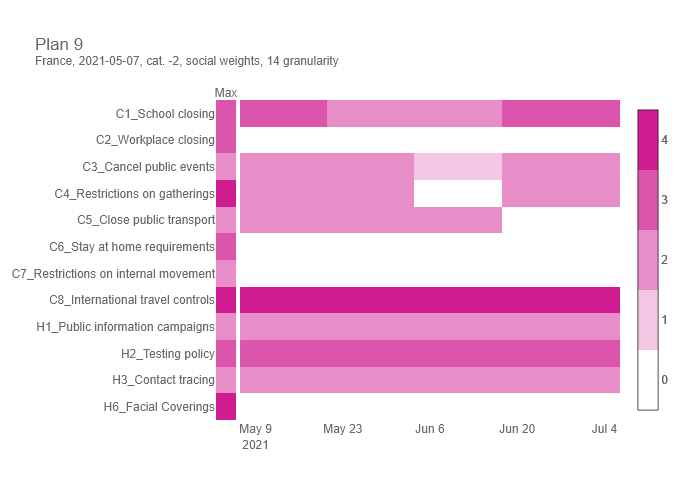 Plan 9
France, 2021-05-07, cat. -2, social weights, 14 granularity
Max
C1_School closing
C2_Workplace closing
C3_Cancel public events
C4_Restrictions on gatherings
C5_Close public transport
C6_Stay at home requirements
C7_Restrictions on internal movement
C8_International travel controls
H1_Public information campaigns
H2_Testing policy
H3_Contact tracing
H6_Facial Coverings
May 9 May 23 Jun 6 Jun 20 Jul 4
2021
4
3
2
1
0